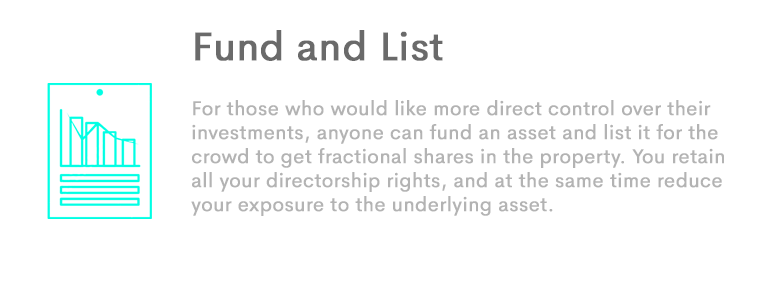 Fund and List
For those who would like more direct control over their
investments, anyone can fund an asset and list it for the
crowd to get fractional shares in the property. You retain
all your directorship rights, and at the same time reduce
your exposure to the underlying asset.